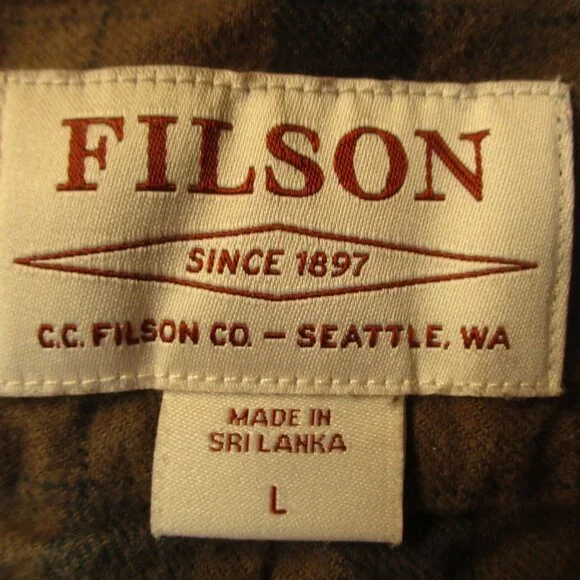 FILSON
SINCE 1897
C.C. FILSON CO. – SEATTLE, WA
MADE IN
SRI LANKA
L